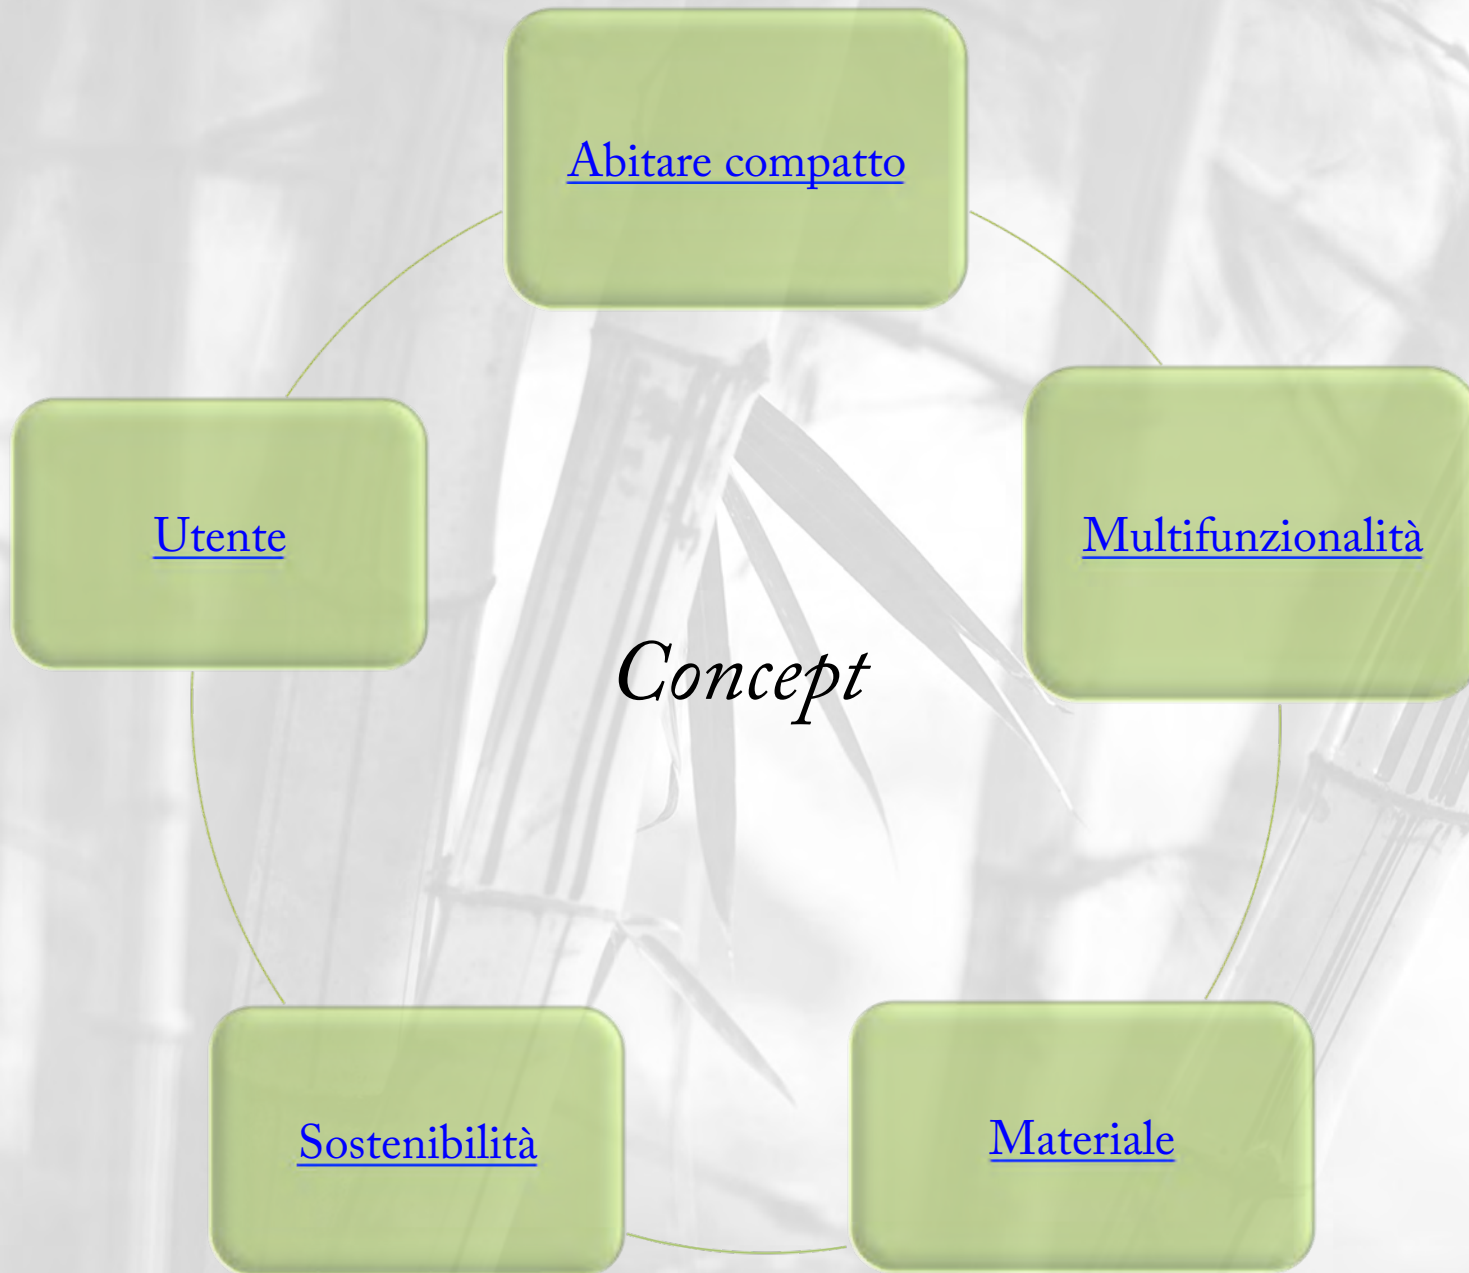 Abitare compatto
Utente
Multifunzionalità
Concept
Sostenibilità
Materiale